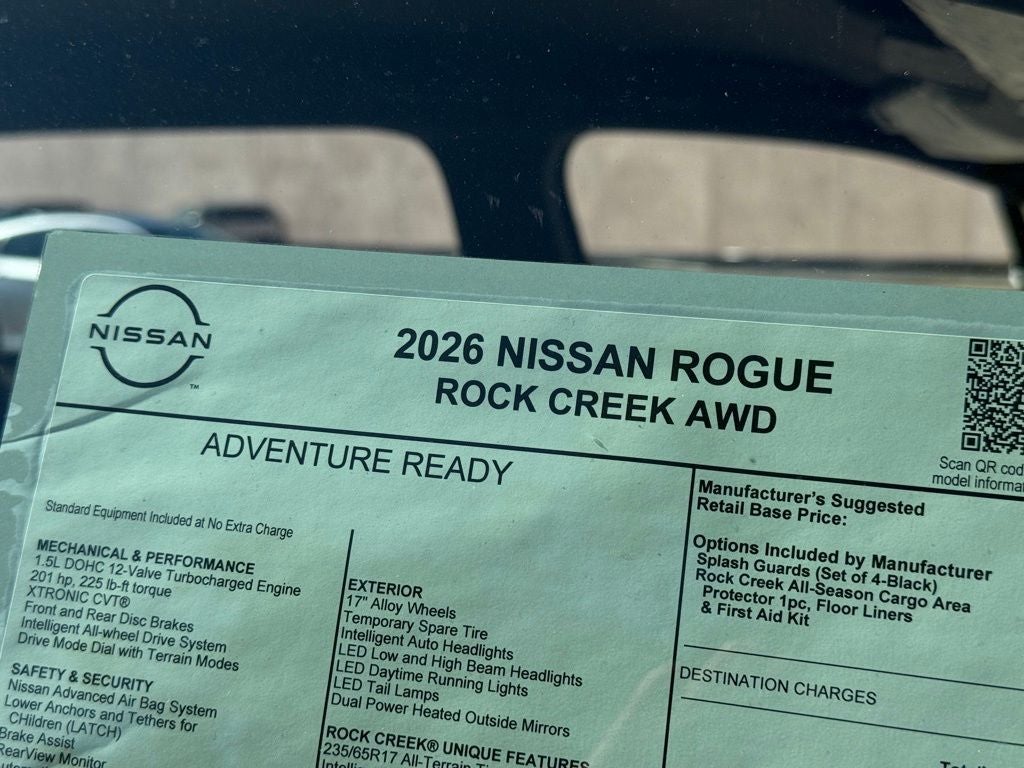 NISSAN
TM
2026 NISSAN ROGUE
ROCK CREEK AWD
Scan QR
model
ADVENTURE READY
Standard Equipment Included at No Extra Charge
MECHANICAL & PERFORMANCE
1.5L DOHC 12-Valve Turbocharged Engine
201 hp, 225 lb-ft torque
XTRONIC CVT®
Front and Rear Disc Brakes
Intelligent All-wheel Drive System
Drive Mode Dial with Terrain Modes
SAFETY & SECURITY
Nissan Advanced Air Bag System
Lower Anchors and Tethers for
CHildren (LATCH)
Brake Assist
RearView Monitor
EXTERIOR
17" Alloy Wheels
Temporary Spare Tire
Intelligent Auto Headlights
LED Low and High Beam Headlights
LED Daytime Running Lights
LED Tail Lamps
Dual Power Heated Outside Mirrors
ROCK CREEK® UNIQUE FEATURES
235/65R17 All-Terrain
Manufacturer's Suggested
Retail Base Price:
Options Included by Manufacturer
Splash Guards (Set of 4-Black)
Rock Creek All-Season Cargo Area
Protector 1pc, Floor Liners
& First Aid Kit
DESTINATION CHARGES